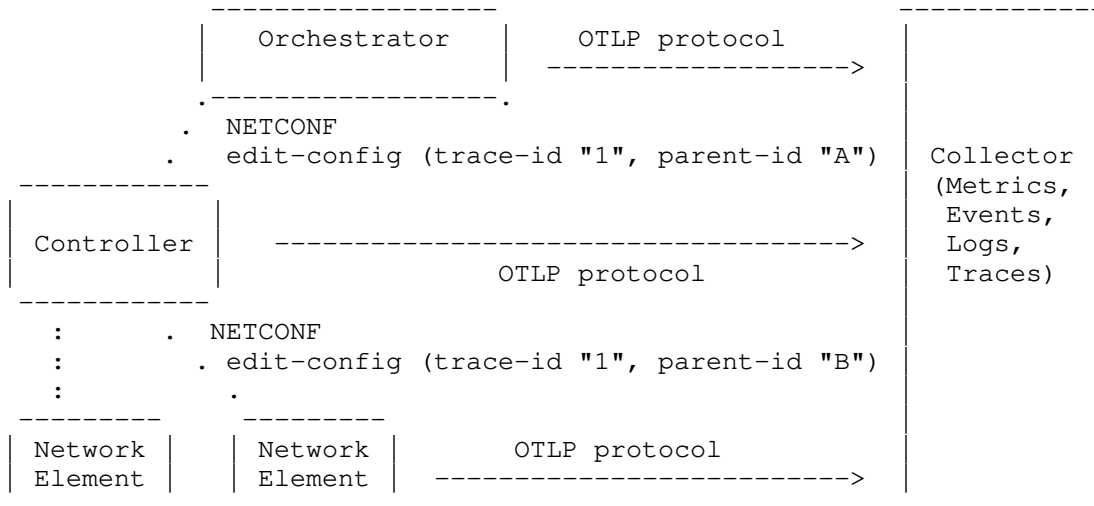 Orchestrator OTLP protocol
------------------->
NETCONF
edit-config (trace-id "1", parent-id "A") Collector
(Metrics,
Events,
Controller ------------------------------------> Logs,
OTLP protocol Traces)
NETCONF
edit-config (trace-id "1", parent-id "B")
Network Network OTLP protocol
Element Element -------------------------->